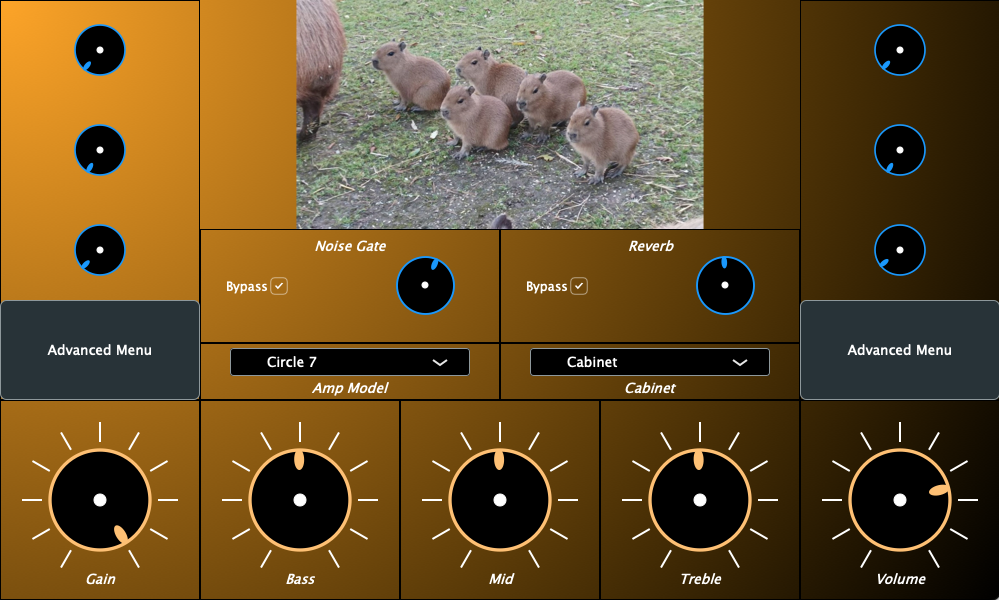 Noise Gate
Reverb
Bypass
Bypass
Advanced Menu
Circle 7
Cabinet
Advanced Menu
Amp Model
Cabinet
Gain
Bass
Mid
Treble
Volume